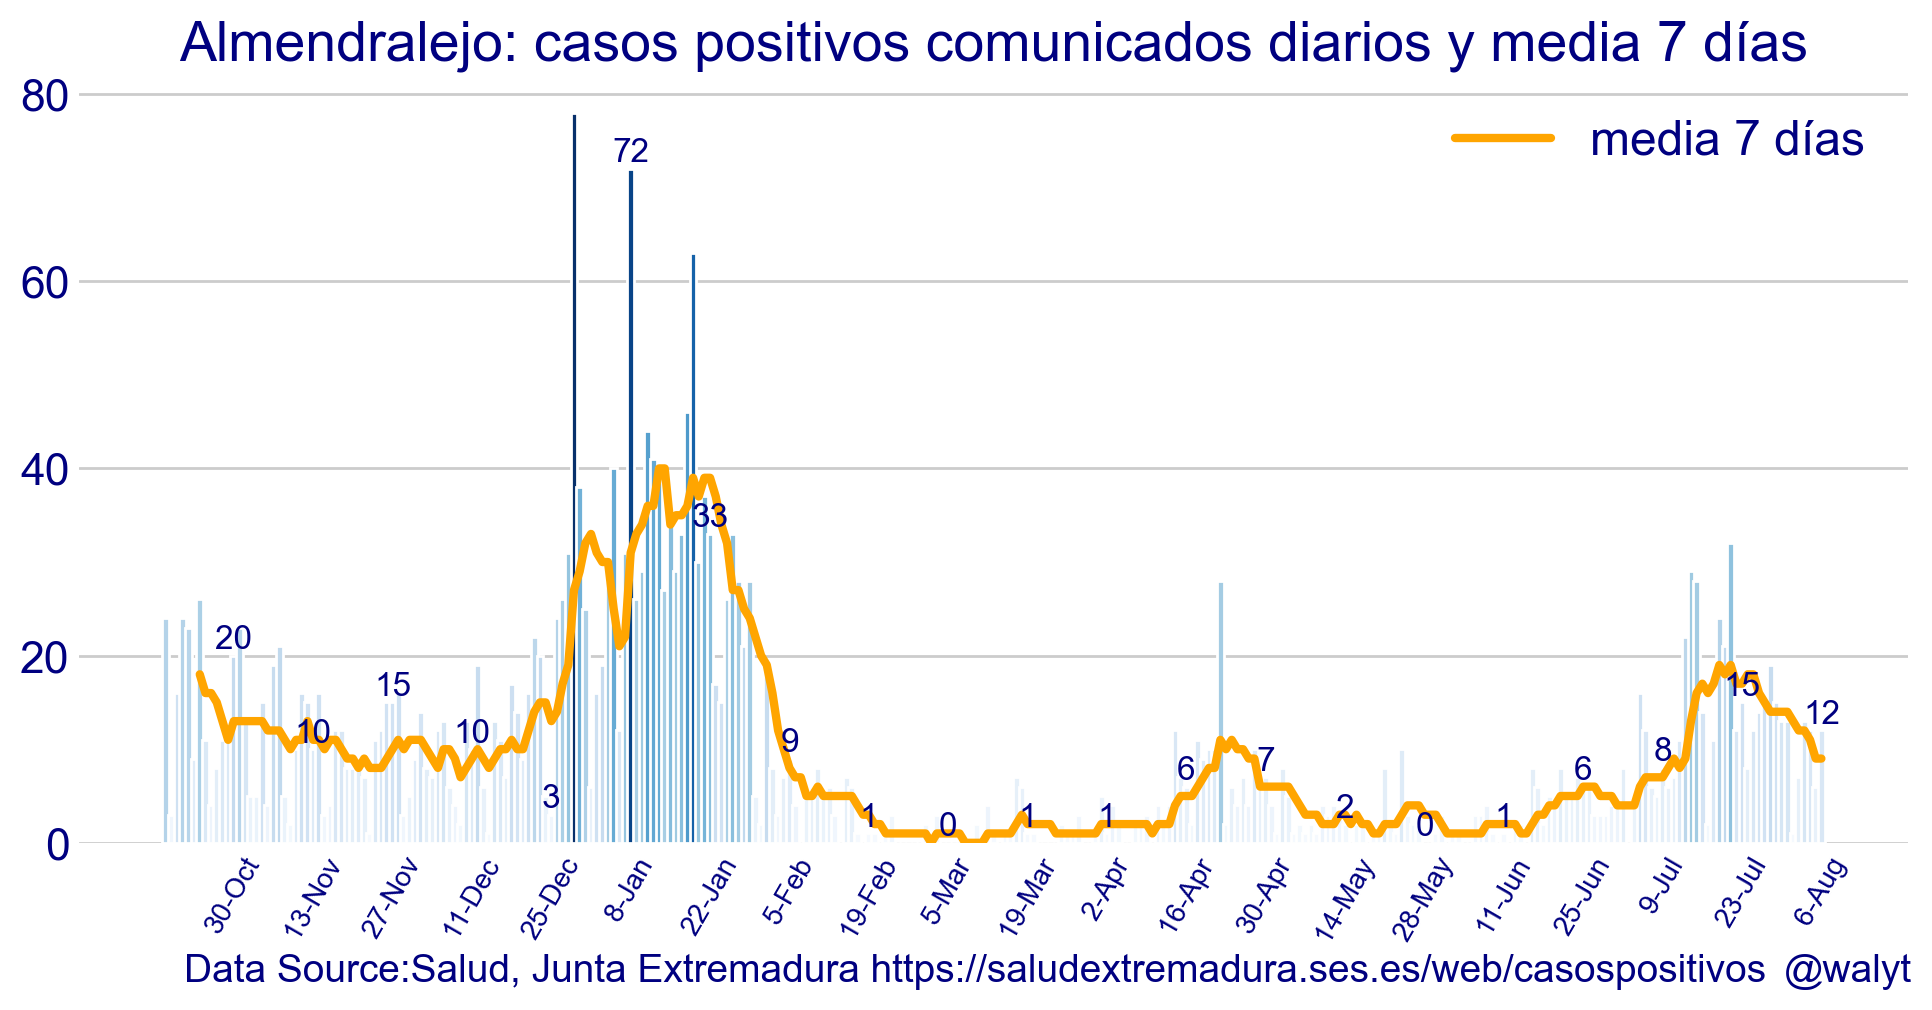 Almendralejo: casos positivos comunicados diarios y media 7 días
80
media 7 días
72
60
40
33
20
20
15
15
10
10
12
9
8
7
6
6
3
2
1
1
1
1
0
0
0
30-Oct
13-Nov
27-Nov
11-Dec
25-Dec
8-Jan
22-Jan
5-Feb
19-Feb
5-Mar
19-Mar
2-Apr
16-Apr
30-Apr
14-May
28-May
11-Jun
25-Jun
9-Jul
23-Jul
6-Aug
Data Source:Salud, Junta Extremadura https://saludextremadura.ses.es/web/casospositivos @walyt